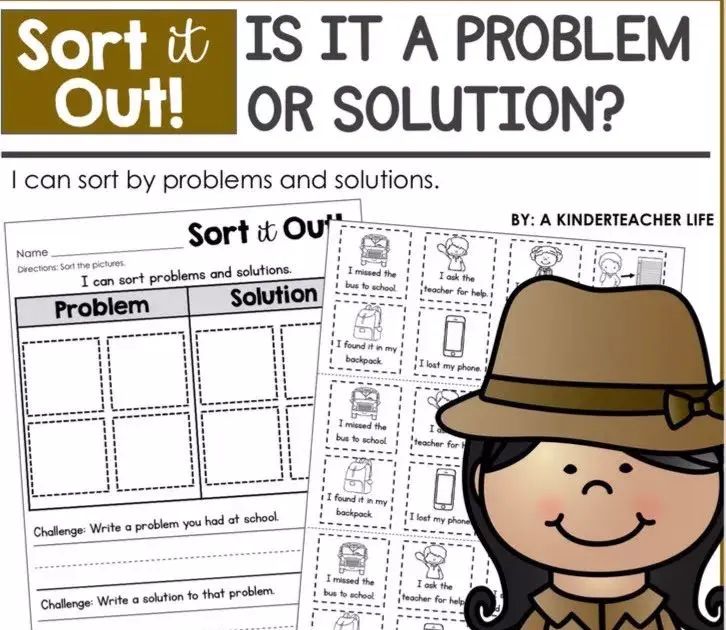 Sort it
Out!
IS IT A PROBLEM
OR SOLUTION?
I can sort by problems and solutions.
BY: A KINDERTEACHER LIFE
Name
Sort it Out!
Directions: Sort the pictures.
I can sort problems and solutions.
Problem
Solution
Challenge: Write a problem you had at school.
Challenge: Write a solution to that problem.
I missed the
bus to school.
I ask the
teacher for help.
I found it in my
backpack.
I lost my phone.
I missed the
bus to school.
teacher for
I found it in my
backpack.
I lost my phone
I missed the
bus to school.
I ask the
teacher for help